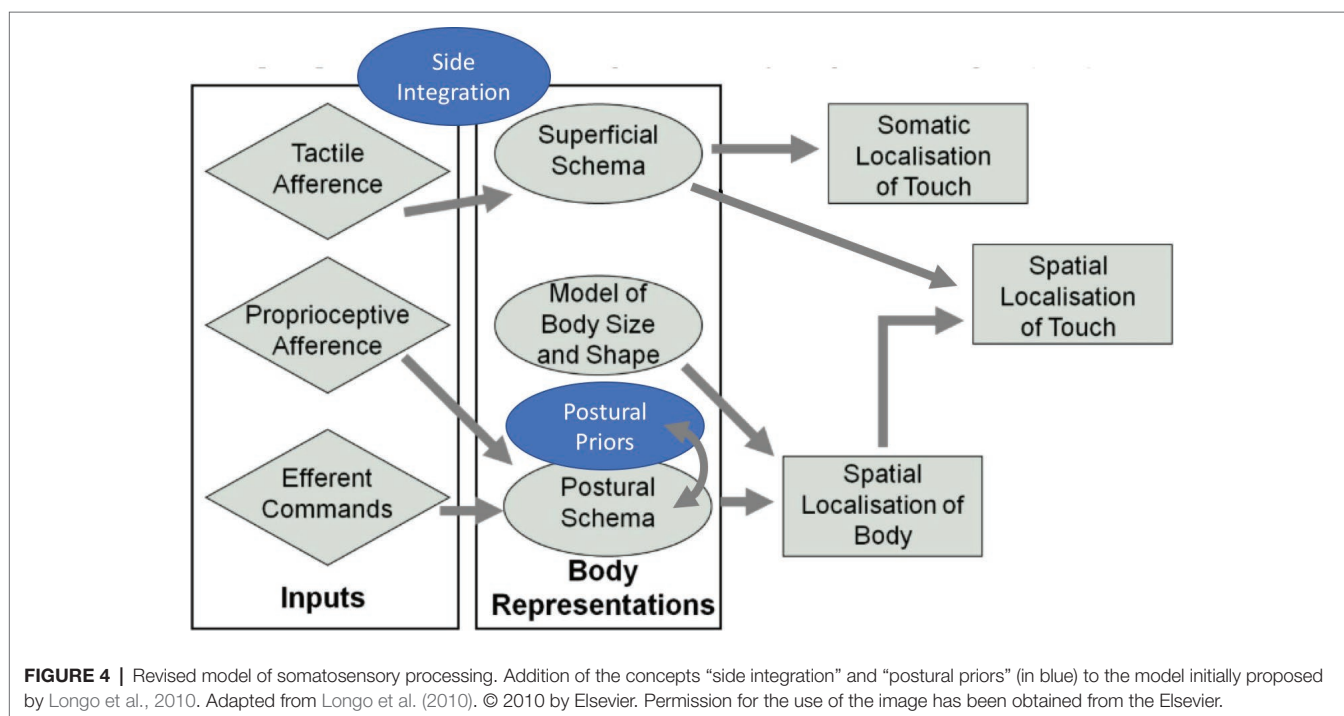 Side
Integration
Tactile
Afference
Superficial
Schema
Somatic
Localisation
of Touch
Proprioceptive
Afference
Model of
Body Size
and Shape
Spatial
Localisation
of Touch
Postural
Priors
Efferent
Commands
Postural
Schema
Spatial
Localisation of
Body
Inputs
Body
Representations
FIGURE 4 | Revised model of somatosensory processing. Addition of the concepts “side integration” and “postural priors” (in blue) to the model initially proposed
by Longo et al., 2010. Adapted from Longo et al. (2010). © 2010 by Elsevier. Permission for the use of the image has been obtained from the Elsevier.